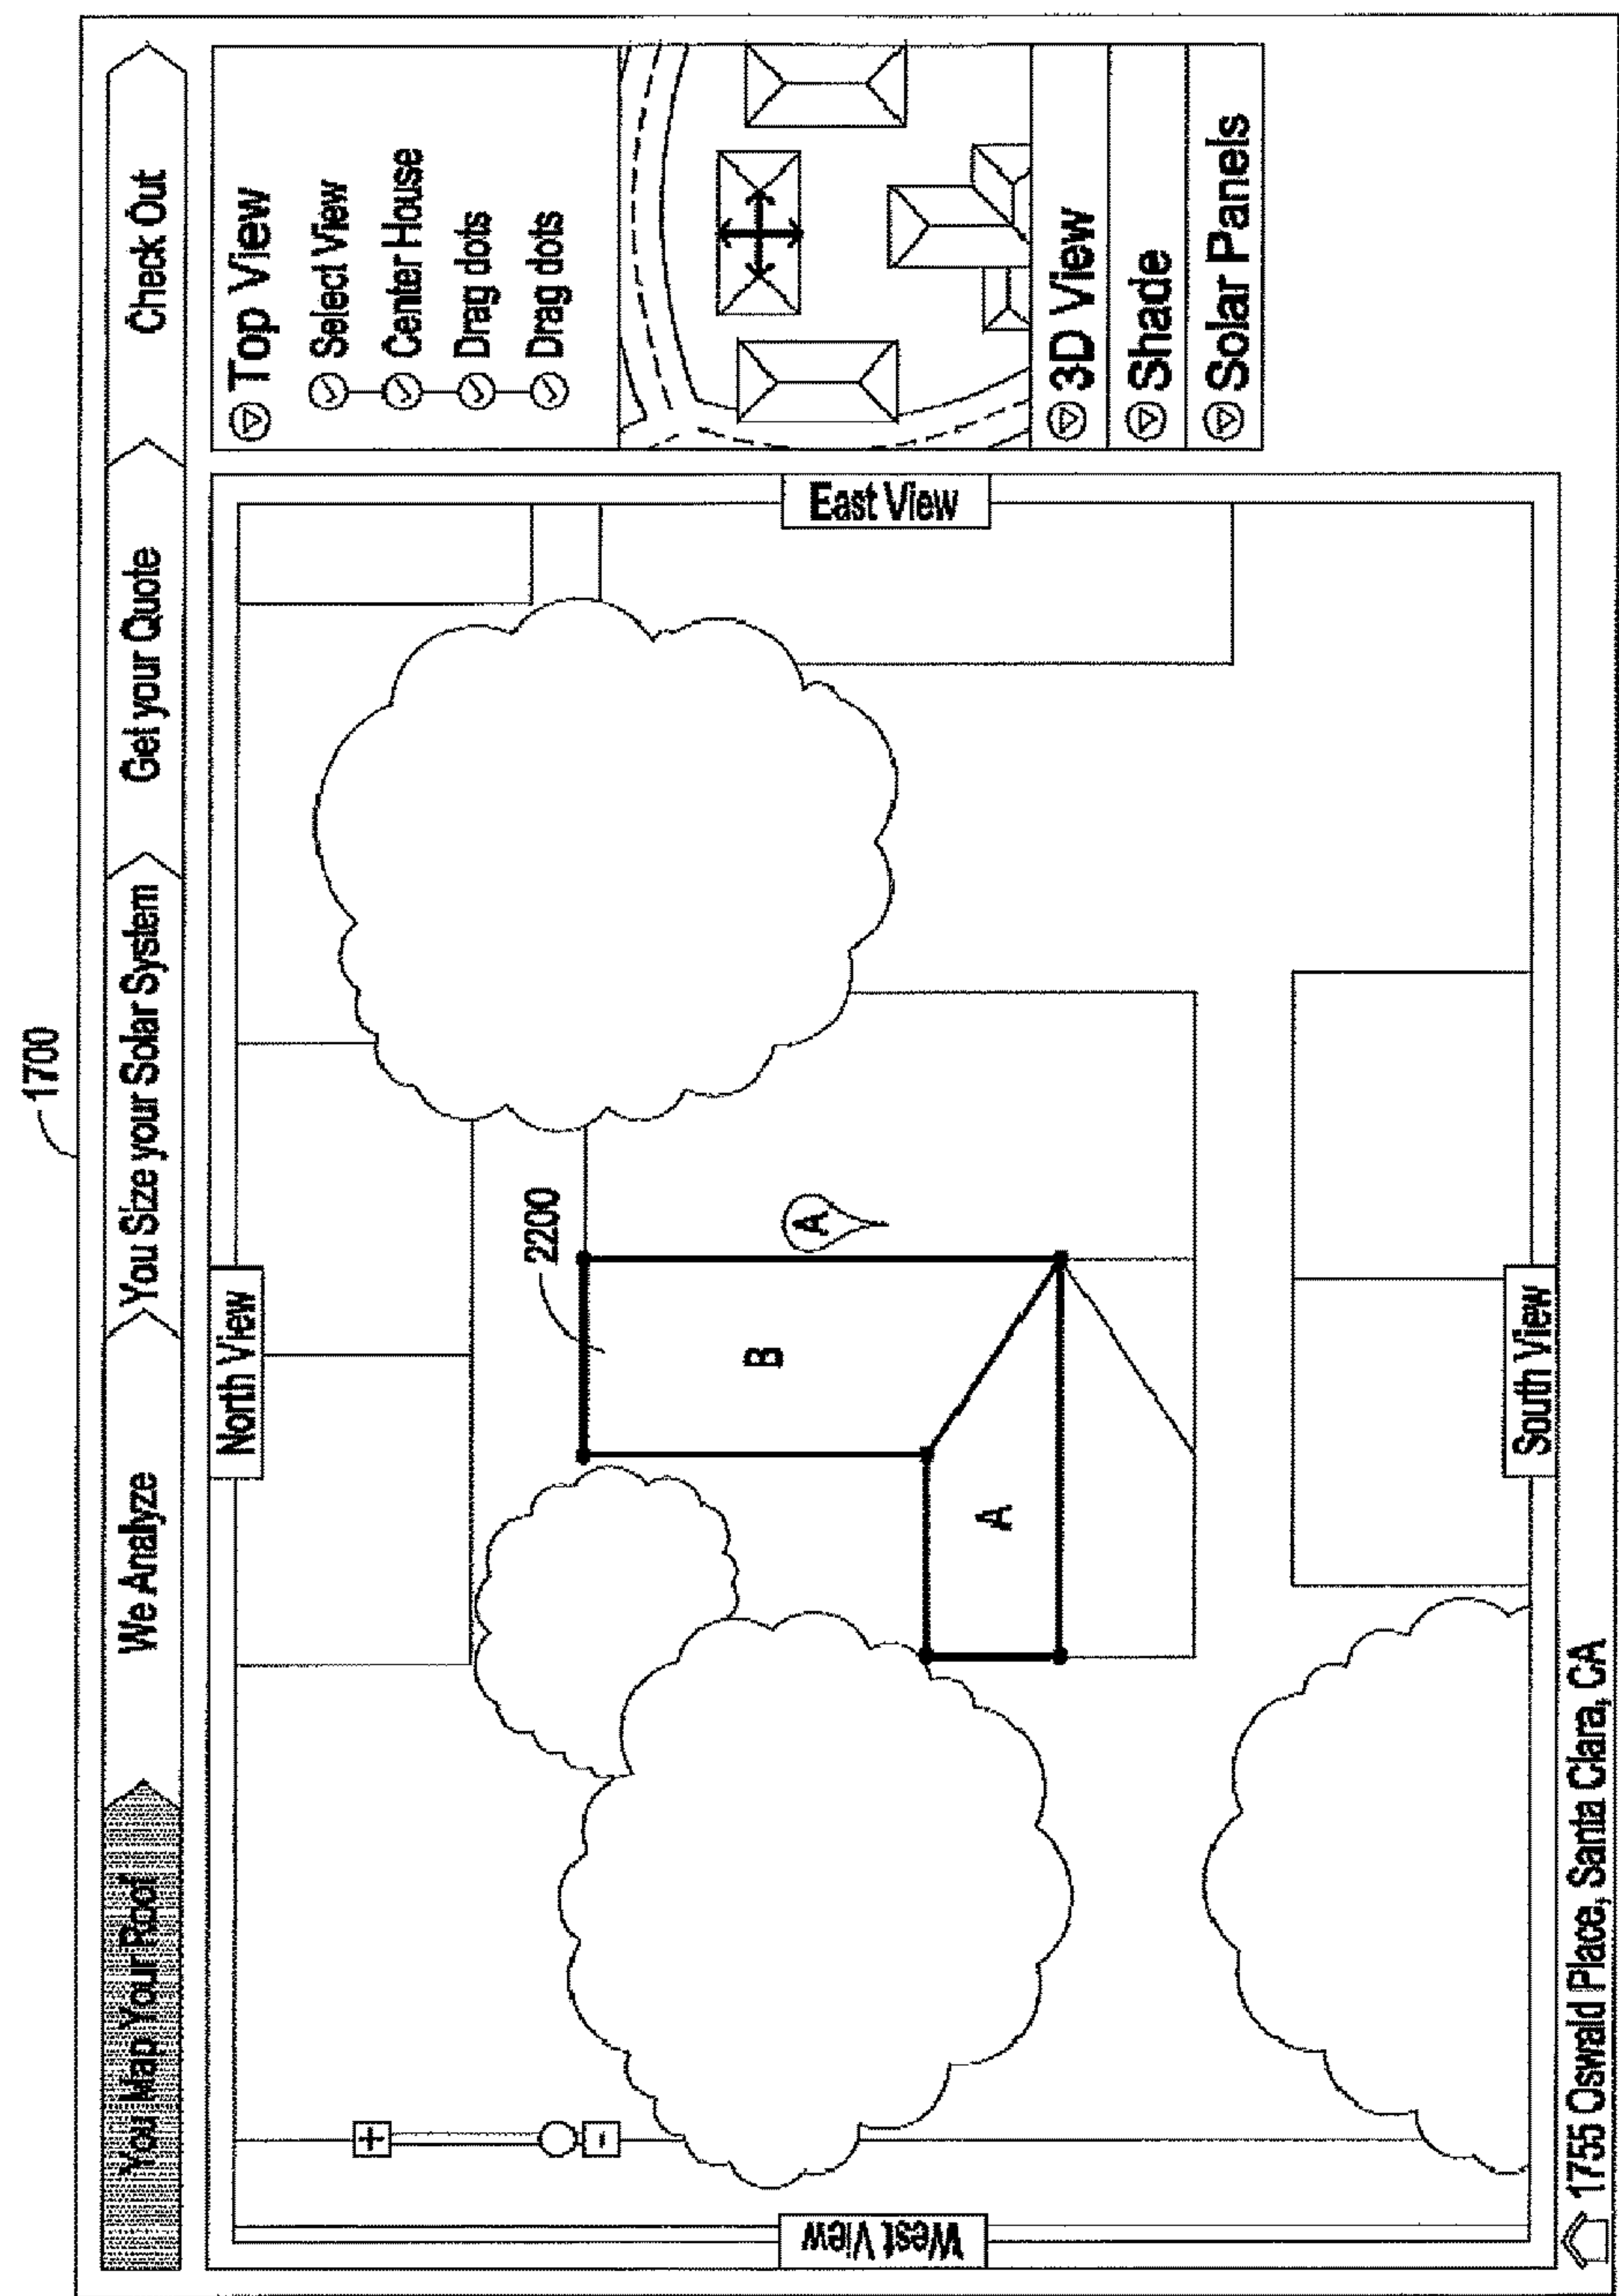 1700
You Map Your Roof
We Analyze
You Size your Solar System
Get your Quote
Check Out
North View
West View
East View
South View
+
-
2200
B
A
A
Top View
Select View
Center House
Drag dots
Drag dots
3D View
Shade
Solar Panels
1755 Oswald Place, Santa Clara, CA